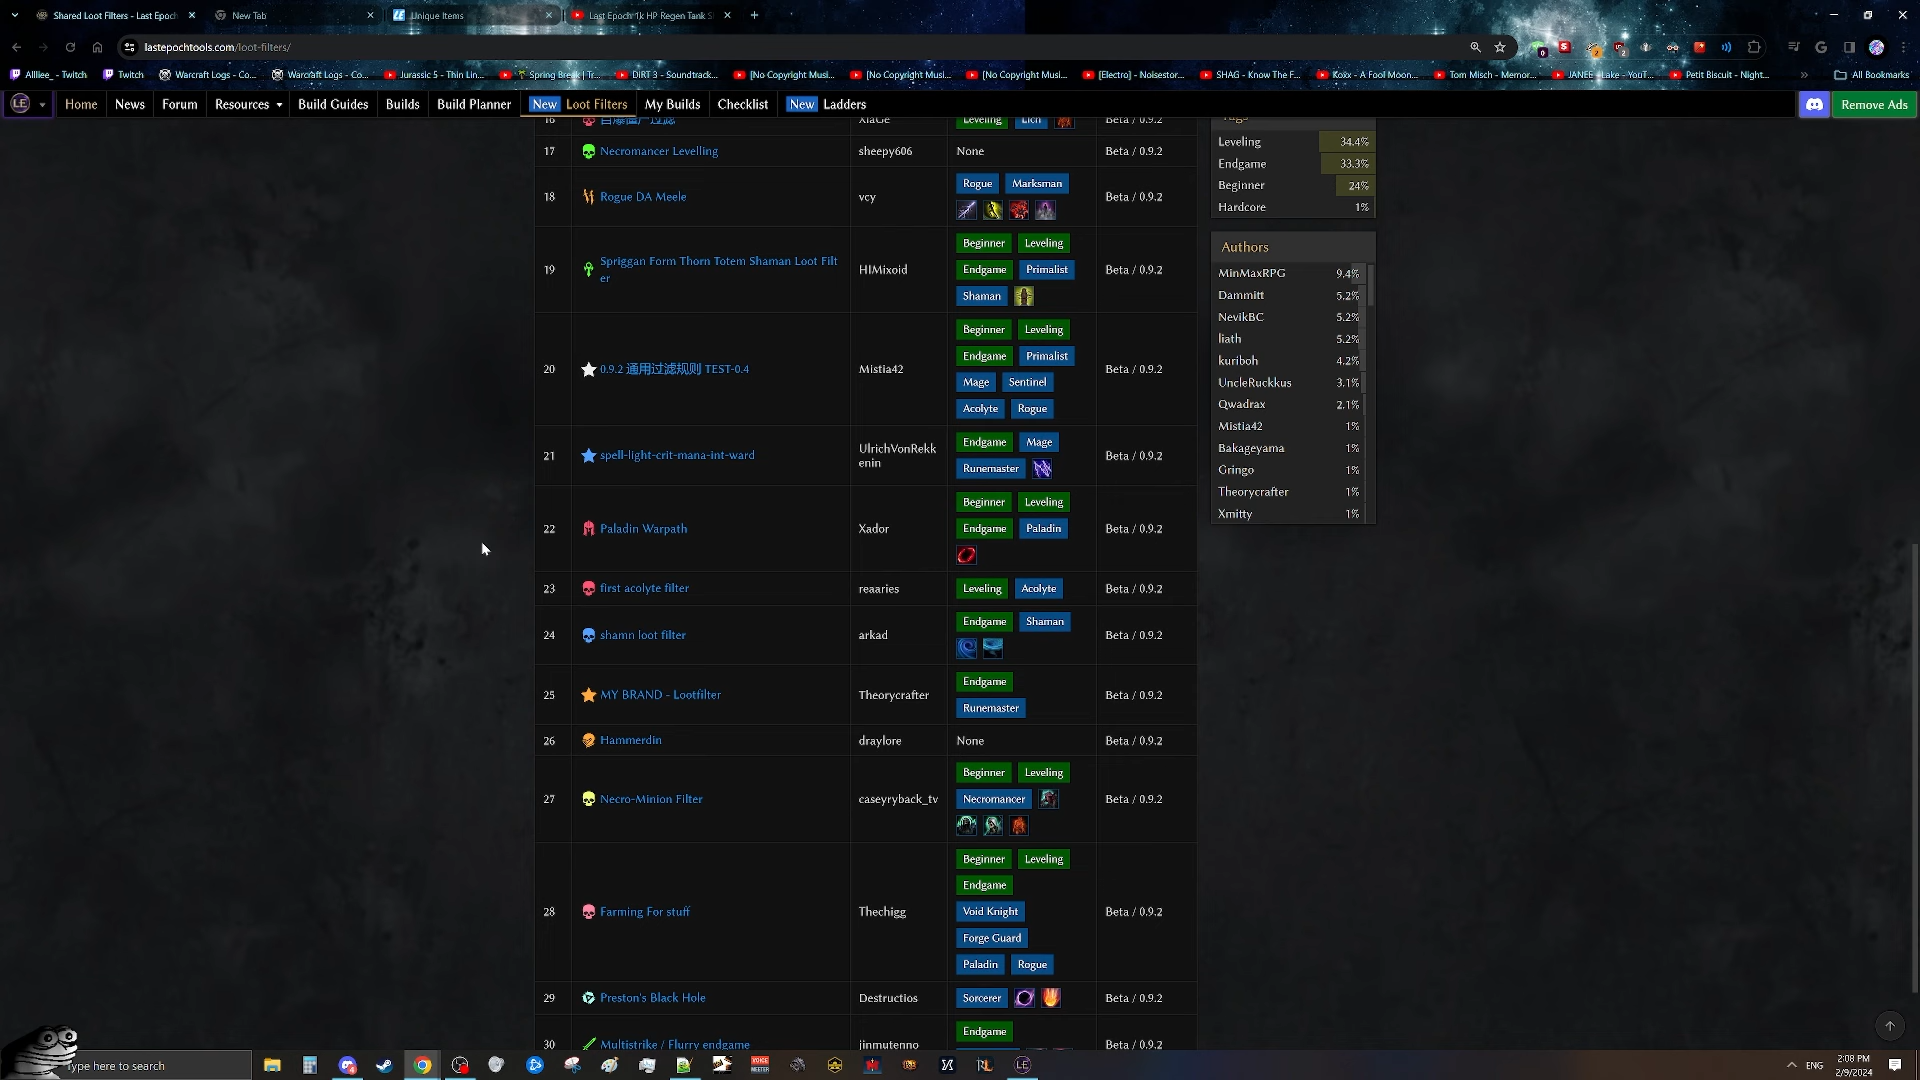 Shared Loot Filters - Last Epoch
New Tab
Unique Items
Last Epoch 1k HP Regen Tank S
lastepochtools.com/loot-filters/
Allliee_ - Twitch
Twitch
Warcraft Logs - Co...
Warcraft Logs - Co...
Jurassic 5 - Thin Lin...
Spring Break | Tr...
DiRT 3 - Soundtrack...
[No Copyright Musi...
[No Copyright Musi...
[No Copyright Musi...
[Electro] - Noisestor...
SHAG - Know The F...
Koxx - A Fool Moon...
Tom Misch - Memor...
JANEE - Lake - YouT...
Petit Biscuit - Night...
All Bookmarks
LE
Home
News
Forum
Resources
Build Guides
Builds
Build Planner
New Loot Filters
My Builds
Checklist
New Ladders
Remove Ads
16
XiaGe
Leveling Lich
Beta / 0.9.2
17
Necromancer Levelling
sheepy606
None
Beta / 0.9.2
18
Rogue DA Meele
vcy
Rogue Marksman
Beta / 0.9.2
19
Spriggan Form Thorn Totem Shaman Loot Filt
er
HIMixoid
Beginner Leveling
Endgame Primalist
Shaman
Beta / 0.9.2
20
0.9.2 通用过滤规则 TEST-0.4
Mistia42
Beginner Leveling
Endgame Primalist
Mage Sentinel
Acolyte Rogue
Beta / 0.9.2
21
spell-light-crit-mana-int-ward
UlrichVonRekk
enin
Endgame Mage
Runemaster
Beta / 0.9.2
22
Paladin Warpath
Xador
Beginner Leveling
Endgame Paladin
Beta / 0.9.2
23
first acolyte filter
reaaries
Leveling Acolyte
Beta / 0.9.2
24
shamn loot filter
arkad
Endgame Shaman
Beta / 0.9.2
25
MY BRAND - Lootfilter
Theorycrafter
Endgame
Runemaster
Beta / 0.9.2
26
Hammerdin
draylore
None
Beta / 0.9.2
27
Necro-Minion Filter
caseyryback_tv
Beginner Leveling
Necromancer
Beta / 0.9.2
28
Farming For stuff
Thechigg
Beginner Leveling
Endgame
Void Knight
Forge Guard
Paladin Rogue
Beta / 0.9.2
29
Preston's Black Hole
Destructios
Sorcerer
Beta / 0.9.2
30
Multistrike / Flurry endgame
jinmutenno
Endgame
Beta / 0.9.2
Tags
Leveling 34.4%
Endgame 33.3%
Beginner 24%
Hardcore 1%
Authors
MinMaxRPG 9.4%
Dammitt 5.2%
NevikBC 5.2%
liath 5.2%
kuriboh 4.2%
UncleRuckkus 3.1%
Qwadrax 2.1%
Mistia42 1%
Bakageyama 1%
Gringo 1%
Theorycrafter 1%
Xmitty 1%
Type here to search
ENG
2:08 PM
2/9/2024